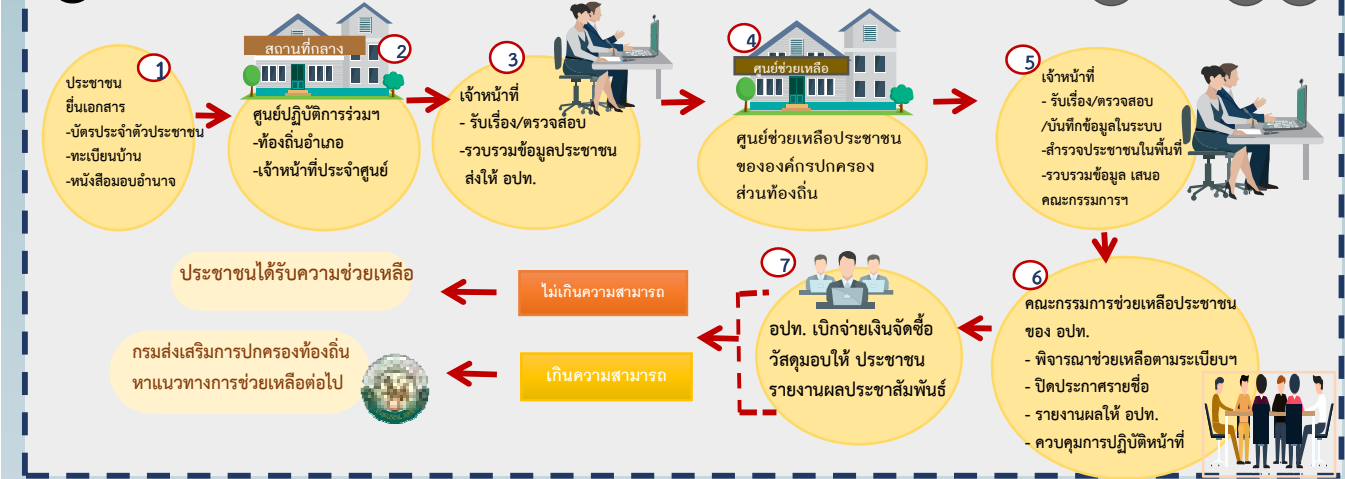 1
ประชาชน
ยื่นเอกสาร
-บัตรประจำตัวประชาชน
-ทะเบียนบ้าน
-หนังสือมอบอำนาจ
สถานที่กลาง
2
ศูนย์ปฏิบัติการร่วมฯ
-ท้องถิ่นอำเภอ
-เจ้าหน้าที่ประจำศูนย์
3
เจ้าหน้าที่
- รับเรื่อง/ตรวจสอบ
-รวบรวมข้อมูลประชาชน
ส่งให้ อปท.
4
ศูนย์ช่วยเหลือ
ศูนย์ช่วยเหลือประชาชน
ขององค์กรปกครอง
ส่วนท้องถิ่น
5
เจ้าหน้าที่
- รับเรื่อง/ตรวจสอบ
/บันทึกข้อมูลในระบบ
-สำรวจประชาชนในพื้นที่
-รวบรวมข้อมูล เสนอ
คณะกรรมการฯ
6
คณะกรรมการช่วยเหลือประชาชน
ของ อปท.
- พิจารณาช่วยเหลือตามระเบียบฯ
- ปิดประกาศรายชื่อ
- รายงานผลให้ อปท.
- ควบคุมการปฏิบัติหน้าที่
7
อปท. เบิกจ่ายเงินจัดซื้อ
วัสดุมอบให้ ประชาชน
รายงานผลประชาสัมพันธ์
ไม่เกินความสามารถ
ประชาชนได้รับความช่วยเหลือ
เกินความสามารถ
กรมส่งเสริมการปกครองท้องถิ่น
หาแนวทางการช่วยเหลือต่อไป